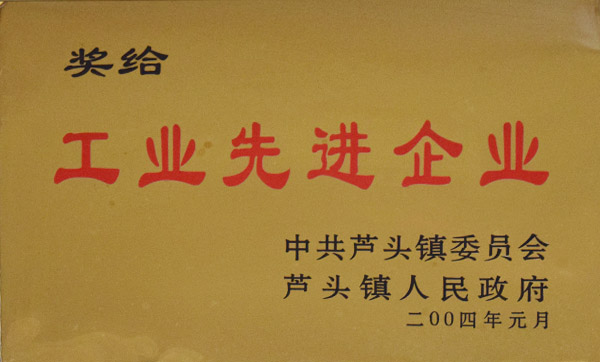 奖给
工业先进企业
中共芦头镇委员会
芦头镇人民政府
二00四年元月